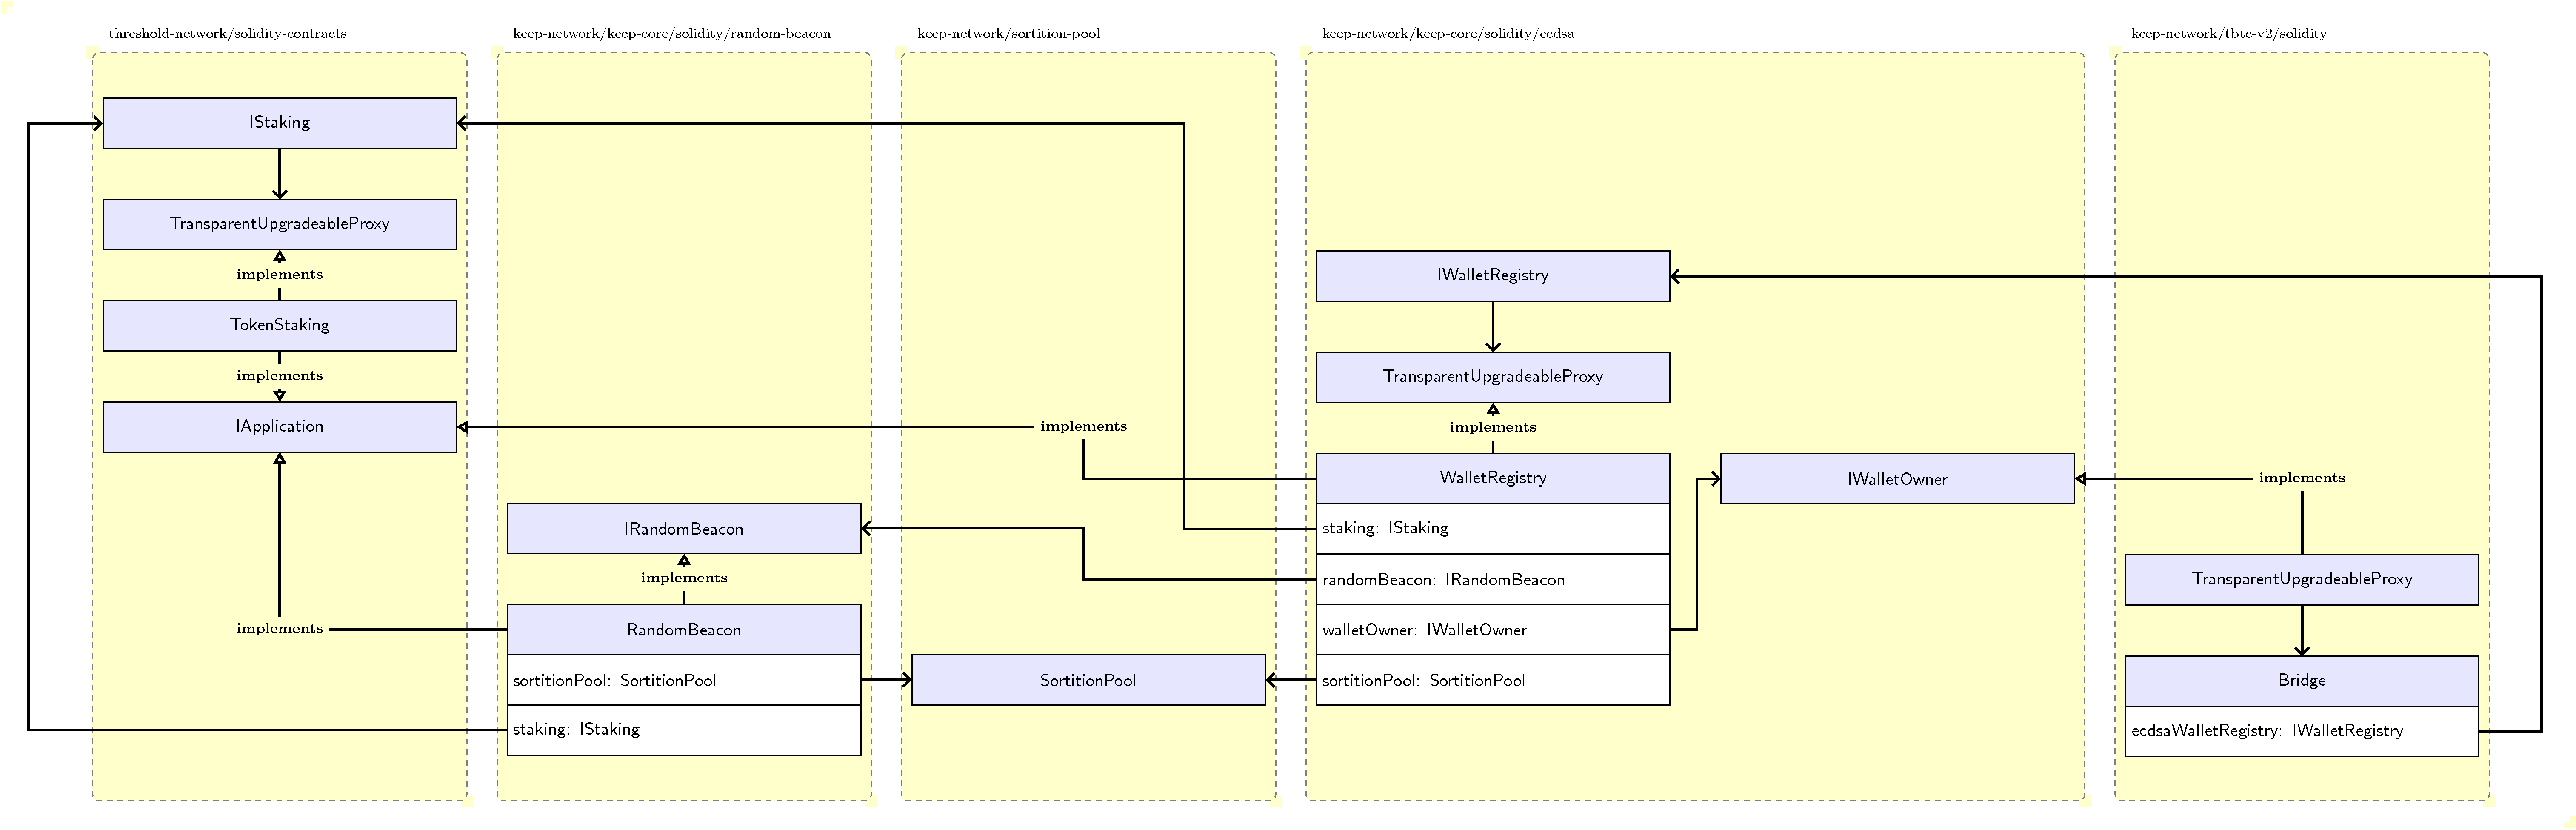 threshold-network/solidity-contracts
IStaking
TransparentUpgradeableProxy
implements
TokenStaking
implements
IApplication
implements
keep-network/keep-core/solidity/random-beacon
IRandomBeacon
implements
RandomBeacon
sortitionPool: SortitionPool
staking: IStaking
keep-network/sortition-pool
implements
SortitionPool
keep-network/keep-core/solidity/ecdsa
IWalletRegistry
TransparentUpgradeableProxy
implements
WalletRegistry
staking: IStaking
randomBeacon: IRandomBeacon
walletOwner: IWalletOwner
sortitionPool: SortitionPool
IWalletOwner
keep-network/tbtc-v2/solidity
implements
TransparentUpgradeableProxy
Bridge
ecdsaWalletRegistry: IWalletRegistry